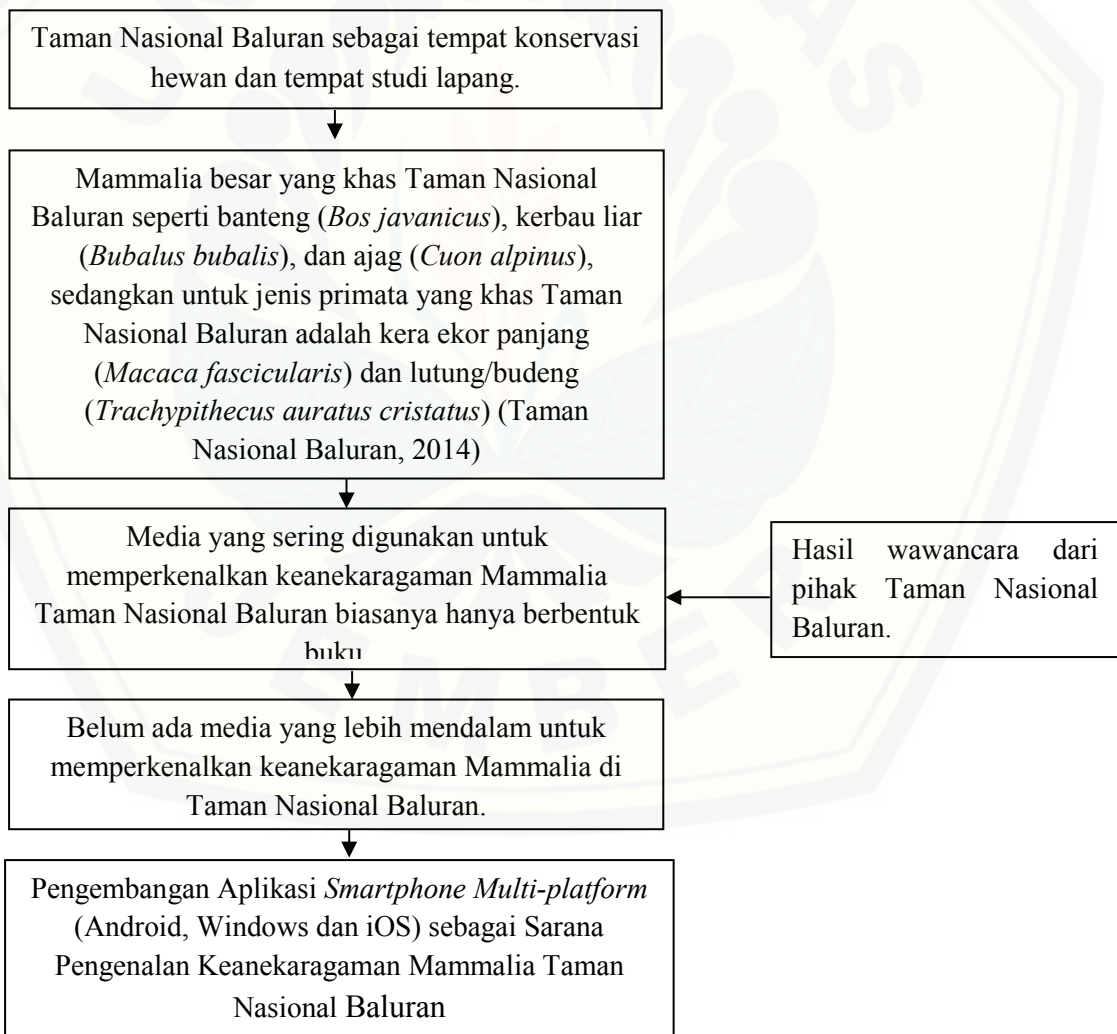 Taman Nasional Baluran sebagai tempat konservasi
hewan dan tempat studi lapang.
Mammalia besar yang khas Taman Nasional
Baluran seperti banteng (Bos javanicus), kerbau liar
(Bubalus bubalis), dan ajag (Cuon alpinus),
sedangkan untuk jenis primata yang khas Taman
Nasional Baluran adalah kera ekor panjang
(Macaca fascicularis) dan lutung/budeng
(Trachypithecus auratus cristatus) (Taman
Nasional Baluran, 2014)
Media yang sering digunakan untuk
memperkenalkan keanekaragaman Mammalia
Taman Nasional Baluran biasanya hanya berbentuk
buku
Hasil wawancara dari
pihak Taman Nasional
Baluran.
Belum ada media yang lebih mendalam untuk
memperkenalkan keanekaragaman Mammalia di
Taman Nasional Baluran.
Pengembangan Aplikasi Smartphone Multi-platform
(Android, Windows dan iOS) sebagai Sarana
Pengenalan Keanekaragaman Mammalia Taman
Nasional Baluran